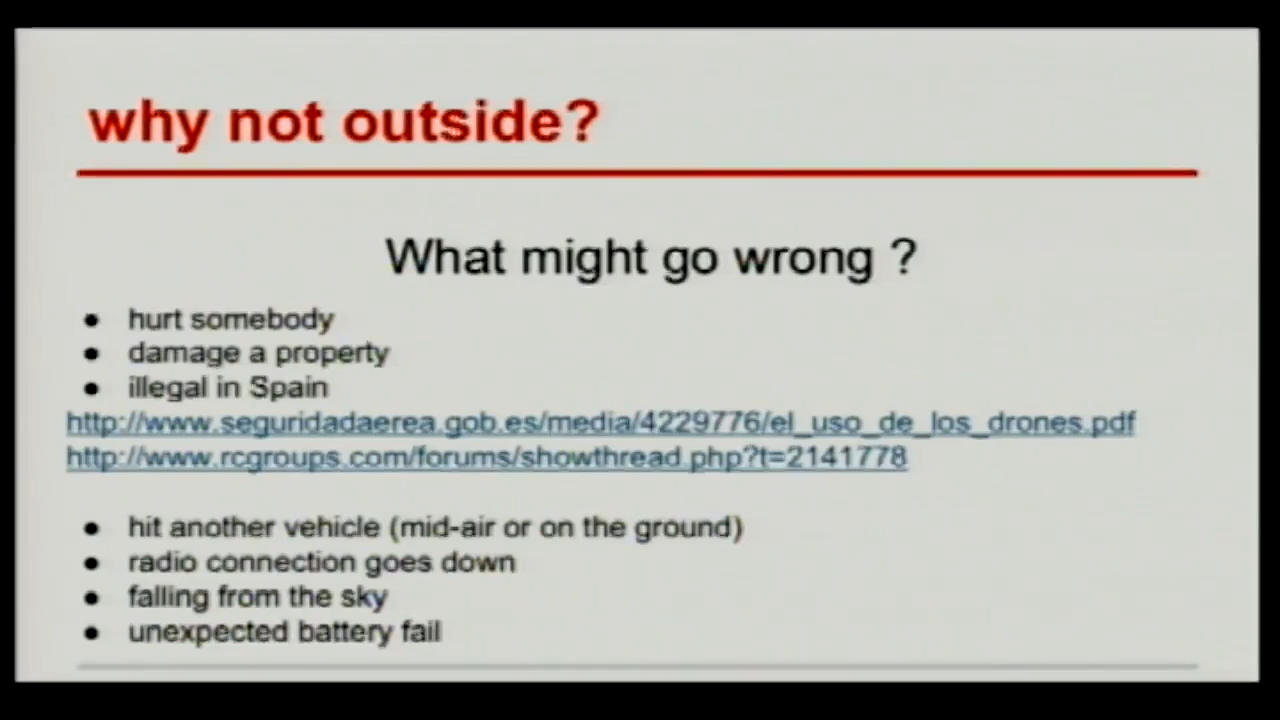 why not outside?
What might go wrong ?
● hurt somebody
● damage a property
● illegal in Spain
http://www.seguridadaerea.gob.es/media/4229776/el_uso_de_los_drones.pdf
http://www.rcgroups.com/forums/showthread.php?t=2141778
● hit another vehicle (mid-air or on the ground)
● radio connection goes down
● falling from the sky
● unexpected battery fail